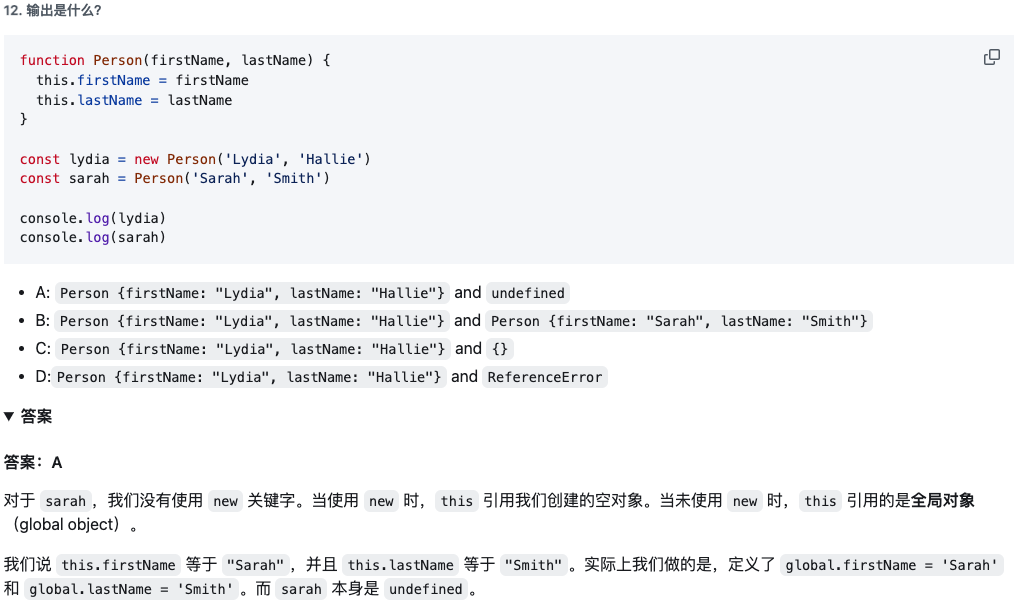 12. 输出是什么?
function Person(firstName, lastName) {
  this.firstName = firstName
  this.lastName = lastName
}
const lydia = new Person('Lydia', 'Hallie')
const sarah = Person('Sarah', 'Smith')
console.log(lydia)
console.log(sarah)
• A: Person {firstName: "Lydia", lastName: "Hallie"} and undefined
• B: Person {firstName: "Lydia", lastName: "Hallie"} and Person {firstName: "Sarah", lastName: "Smith"}
• C: Person {firstName: "Lydia", lastName: "Hallie"} and {}
• D: Person {firstName: "Lydia", lastName: "Hallie"} and ReferenceError
▼ 答案
答案：A
对于 sarah，我们没有使用 new 关键字。当使用 new 时，this 引用我们创建的空对象。当未使用 new 时，this 引用的是全局对象
（global object）。
我们说 this.firstName 等于 "Sarah"，并且 this.lastName 等于 "Smith"。实际上我们做的是，定义了 global.firstName = 'Sarah'
和 global.lastName = 'Smith'。而 sarah 本身是 undefined。